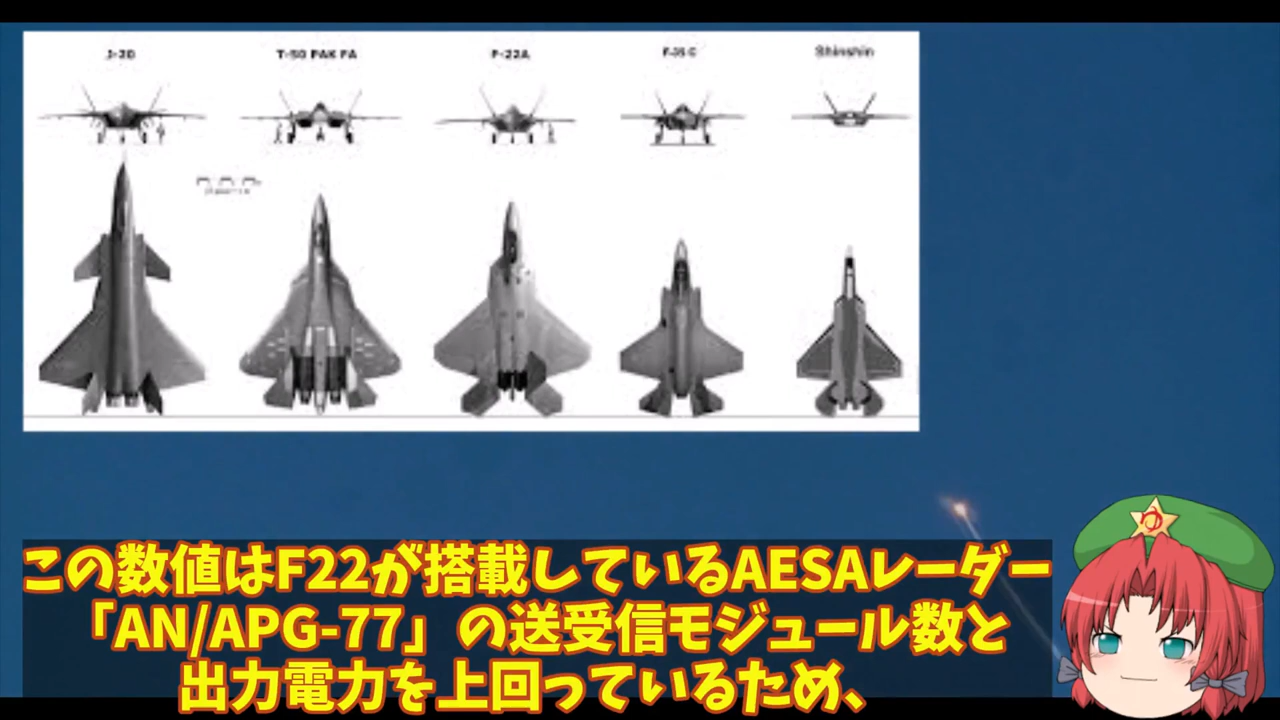 J-20
T-50 PAK FA
F-22A
F-35 C
Shinshin
この数値はF22が搭載しているAESAレーダー
「AN/APG-77」の送受信モジュール数と
出力電力を上回っているため、